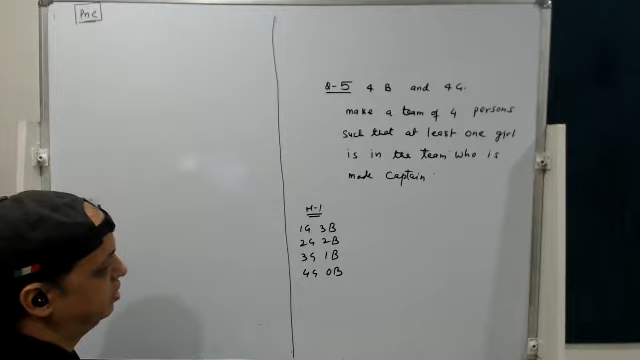 Pnc
Q-5 4 B and 4 G.
make a team of 4 persons
such that at least one girl
is in the team who is
made captain.
M-1
1G 3B
2G 2B
3G 1B
4G 0B